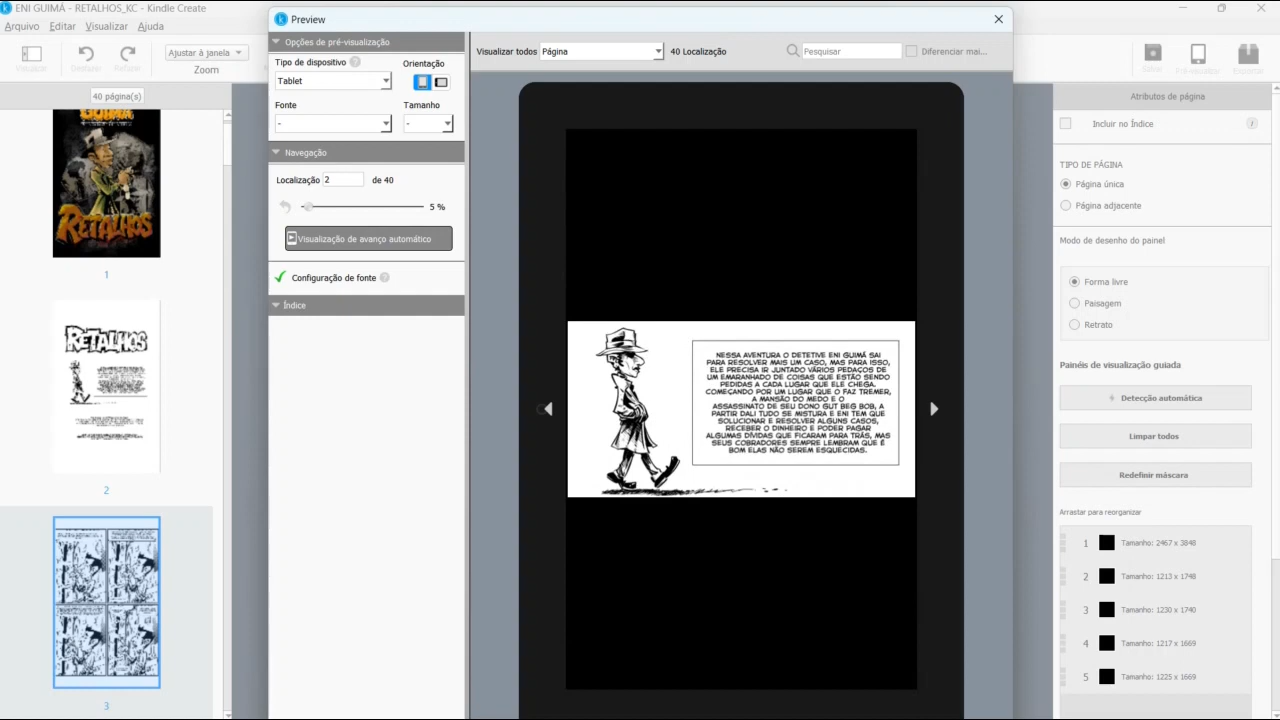 ENI GUIMÁ - RETALHOS_KC - Kindle Create
Arquivo Editar Visualizar Ajuda
Visualizar
Desfazer
Refazer
Ajustar à janela
Zoom
Salvar
Pré-visualizar
Exportar
40 página(s)
GUIMÁ
RETALHOS
1
RETALHOS
2
3
Preview
Opções de pré-visualização
Tipo de dispositivo
Orientação
Tablet
Fonte
Tamanho
-
-
Navegação
Localização 2 de 40
5 %
Visualização de avanço automático
Configuração de fonte
Índice
Visualizar todos Página 40 Localização Pesquisar Diferenciar mai...
NESSA AVENTURA O DETETIVE ENI GUIMÁ SAI
PARA RESOLVER MAIS UM CASO, MAS PARA ISSO,
ELE PRECISA IR JUNTADO VÁRIOS PEDAÇOS DE
UM EMARANHADO DE COISAS QUE ESTÃO SENDO
PEDIDAS A CADA LUGAR QUE ELE CHEGA.
COMEÇANDO POR UM LUGAR QUE O FAZ TREMER,
A MANSÃO DO MEDO E O
ASSASSINATO DE SEU DONO GUT BEG BOB, A
PARTIR DALI TUDO SE MISTURA E ENI TEM QUE
SOLUCIONAR E RESOLVER ALGUNS CASOS,
RECEBER O DINHEIRO E PODER PAGAR
ALGUMAS DÍVIDAS QUE FICARAM PARA TRÁS, MAS
SEUS COBRADORES SEMPRE LEMBRAM QUE É
BOM ELAS NÃO SEREM ESQUECIDAS.
Atributos de página
Incluir no Índice
TIPO DE PÁGINA
Página única
Página adjacente
Modo de desenho do painel
Forma livre
Paisagem
Retrato
Painéis de visualização guiada
Detecção automática
Limpar todos
Redefinir máscara
Arrastar para reorganizar
1 Tamanho: 2467 x 3848
2 Tamanho: 1213 x 1748
3 Tamanho: 1230 x 1740
4 Tamanho: 1217 x 1669
5 Tamanho: 1225 x 1669